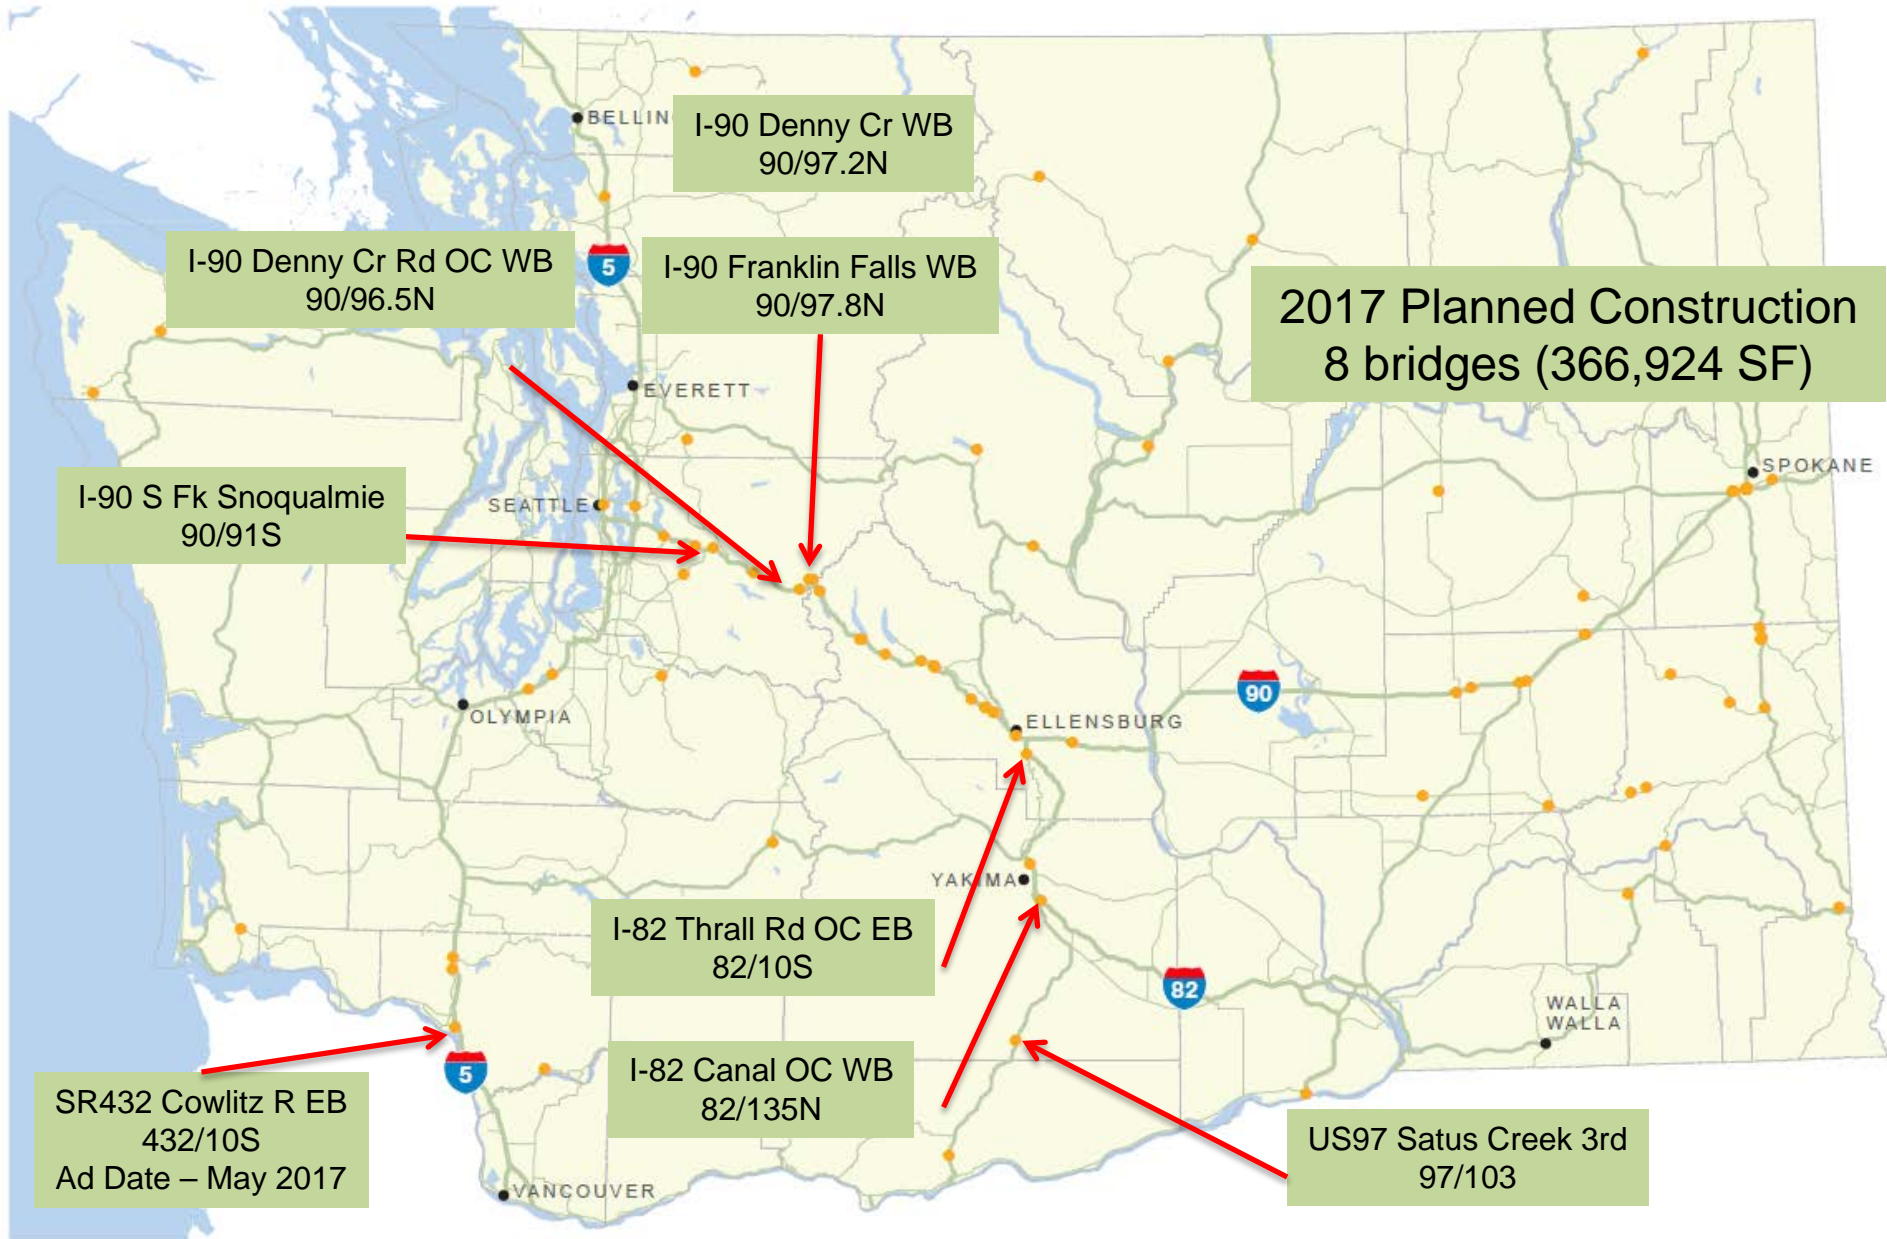 BELLIN
I-90 Denny Cr WB
90/97.2N
I-90 Denny Cr Rd OC WB
90/96.5N
5
I-90 Franklin Falls WB
90/97.8N
2017 Planned Construction
8 bridges (366,924 SF)
EVERETT
I-90 S Fk Snoqualmie
90/91S
SEATTLE
SPOKANE
OLYMPIA
ELLENSBURG
90
YAKIMA
I-82 Thrall Rd OC EB
82/10S
82
WALLA
WALLA
5
SR432 Cowlitz R EB
432/10S
Ad Date – May 2017
I-82 Canal OC WB
82/135N
US97 Satus Creek 3rd
97/103
VANCOUVER